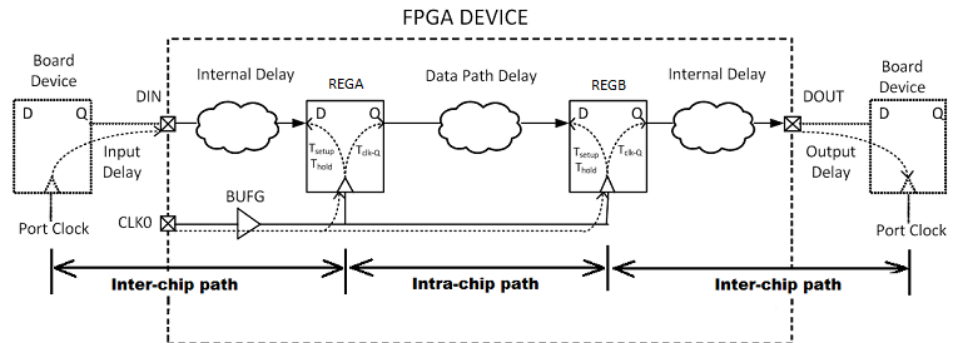 FPGA DEVICE
Board
Device
D
Q
Input
Delay
Port Clock
DIN
CLK0
BUFG
Internal Delay
REGA
D
Q
Tsetup
Thold
Tclk-Q
Data Path Delay
REGB
D
Q
Tsetup
Thold
Tclk-Q
Internal Delay
DOUT
Board
Device
D
Q
Output
Delay
Port Clock
Inter-chip path
Intra-chip path
Inter-chip path